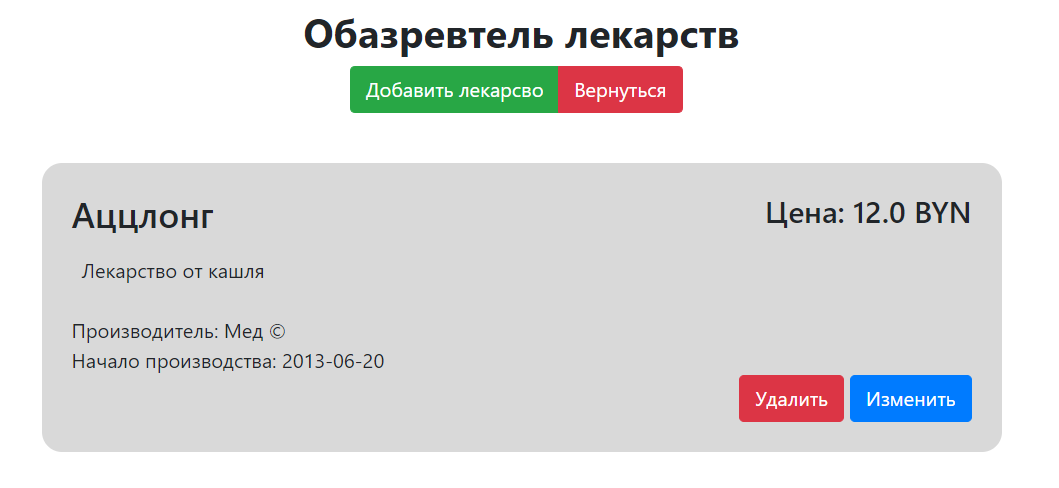 Обазревтель лекарств
Добавить лекарсво Вернуться
Аццлонг Цена: 12.0 BYN
Лекарство от кашля
Производитель: Мед ©
Начало производства: 2013-06-20
Удалить Изменить